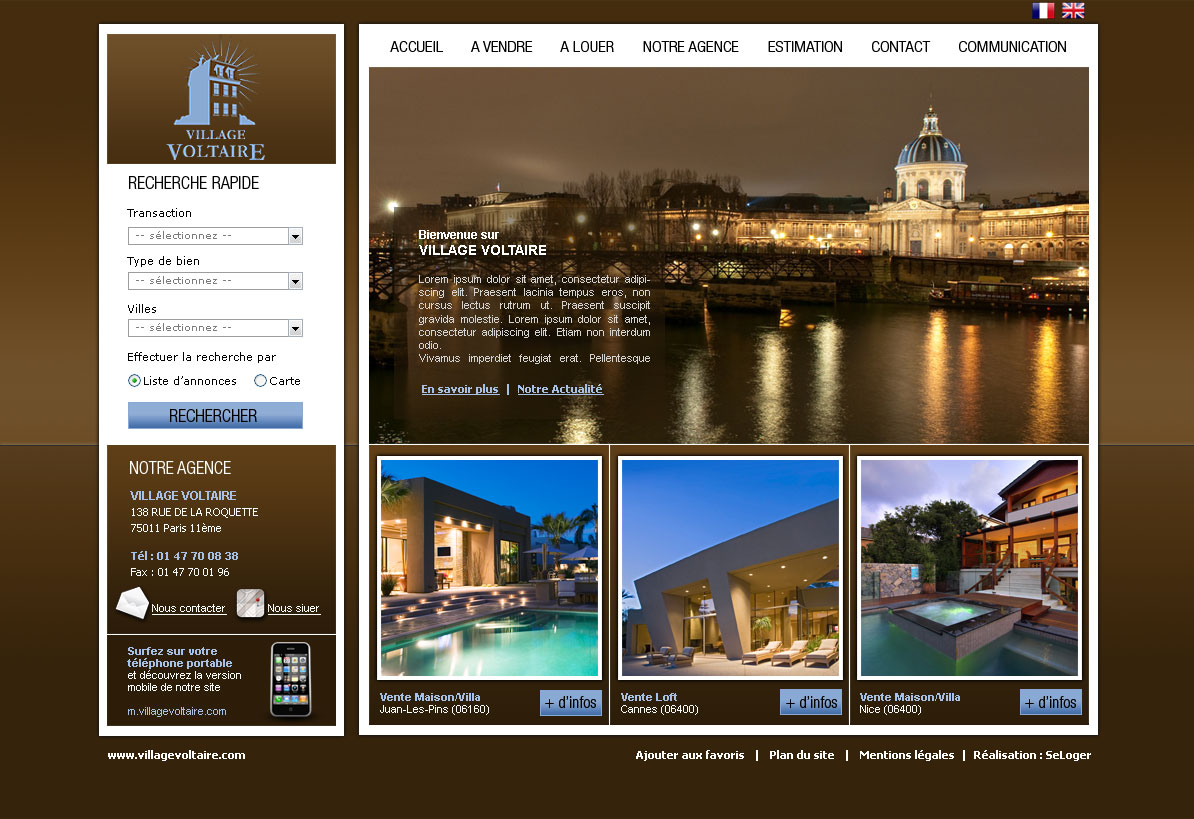 ACCUEIL A VENDRE A LOUER NOTRE AGENCE ESTIMATION CONTACT COMMUNICATION
VILLAGE
VOLTAIRE
RECHERCHE RAPIDE
Transaction
-- sélectionnez --
Type de bien
-- sélectionnez --
Villes
-- sélectionnez --
Effectuer la recherche par
Liste d'annonces Carte
RECHERCHER
NOTRE AGENCE
VILLAGE VOLTAIRE
138 RUE DE LA ROQUETTE
75011 Paris 11ème
Tél : 01 47 70 08 38
Fax : 01 47 70 01 96
Nous contacter Nous siuer
Surfez sur votre
téléphone portable
et découvrez la version
mobile de notre site
m.villagevoltaire.com
Bienvenue sur
VILLAGE VOLTAIRE
Lorem ipsum dolor sit amet, consectetur adipi-
scing elit. Praesent lacinia tempus eros, non
cursus lectus rutrum ut. Praesent suscipit
gravida molestie. Lorem ipsum dolor sit amet,
consectetur adipiscing elit. Etiam non interdum
odio.
Vivamus imperdiet feugiat erat. Pellentesque
En savoir plus | Notre Actualité
Vente Maison/Villa
Juan-Les-Pins (06160)
+ d'infos
Vente Loft
Cannes (06400)
+ d'infos
Vente Maison/Villa
Nice (06400)
+ d'infos
www.villagevoltaire.com
Ajouter aux favoris | Plan du site | Mentions légales | Réalisation : SeLoger